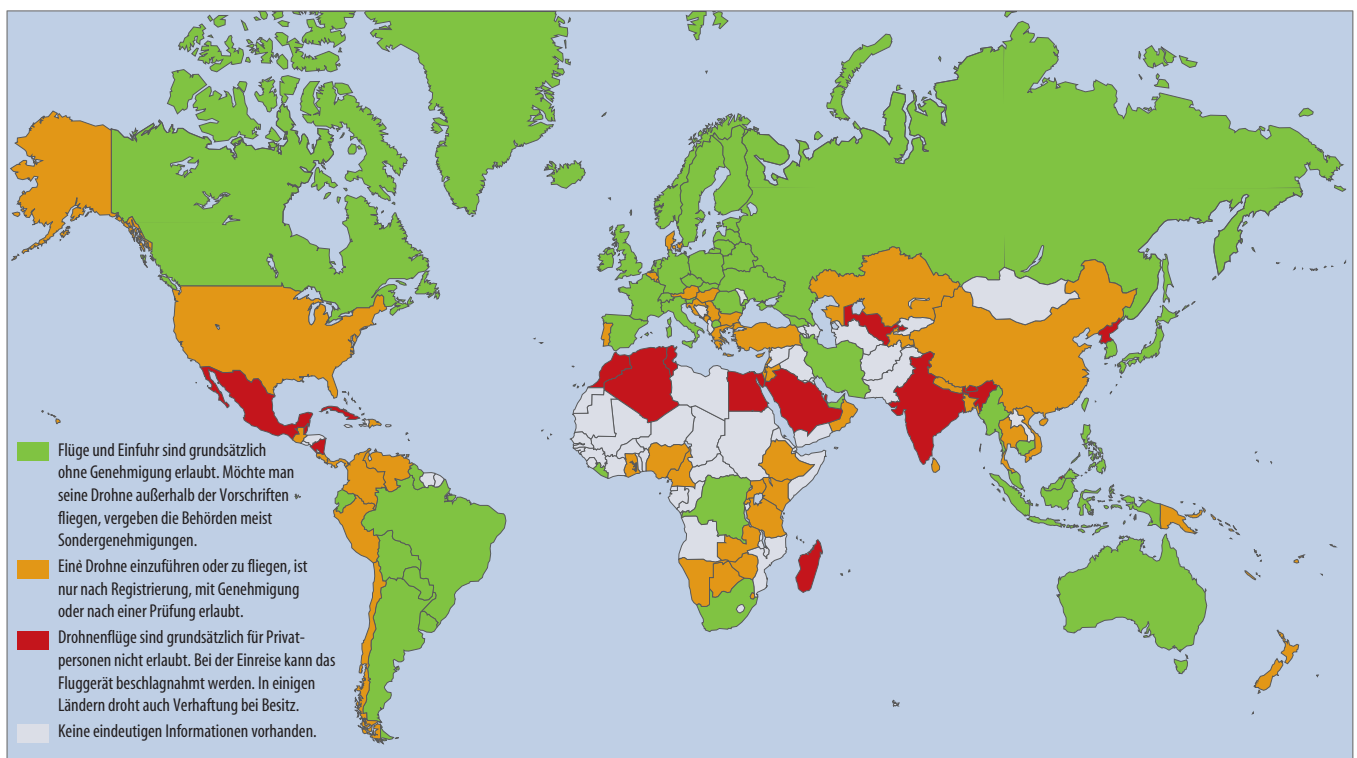 Flüge und Einfuhr sind grundsätzlich
ohne Genehmigung erlaubt. Möchte man
seine Drohne außerhalb der Vorschriften
fliegen, vergeben die Behörden meist
Sondergenehmigungen.
Eine Drohne einzuführen oder zu fliegen, ist
nur nach Registrierung, mit Genehmigung
oder nach einer Prüfung erlaubt.
Drohnenflüge sind grundsätzlich für Privat-
personen nicht erlaubt. Bei der Einreise kann das
Fluggerät beschlagnahmt werden. In einigen
Ländern droht auch Verhaftung bei Besitz.
Keine eindeutigen Informationen vorhanden.